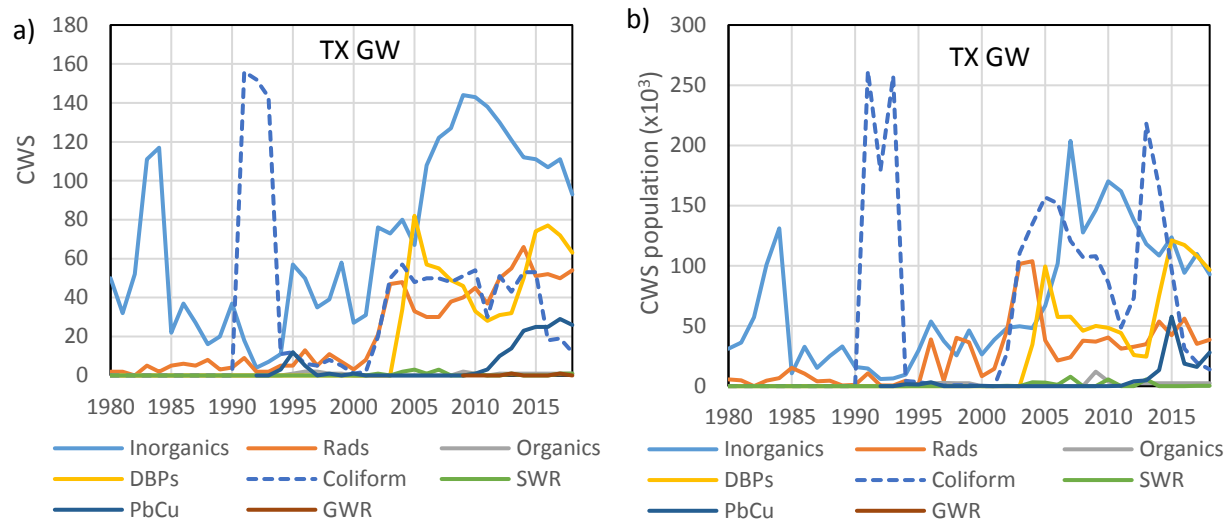 a)
TX GW
CWS
180
160
140
120
100
80
60
40
20
0
1980 1985 1990 1995 2000 2005 2010 2015
Inorganics Rads Organics
DBPs Coliform SWR
PbCu GWR
b)
TX GW
CWS population (x10³)
300
250
200
150
100
50
0
1980 1985 1990 1995 2000 2005 2010 2015
Inorganics Rads Organics
DBPs Coliform SWR
PbCu GWR